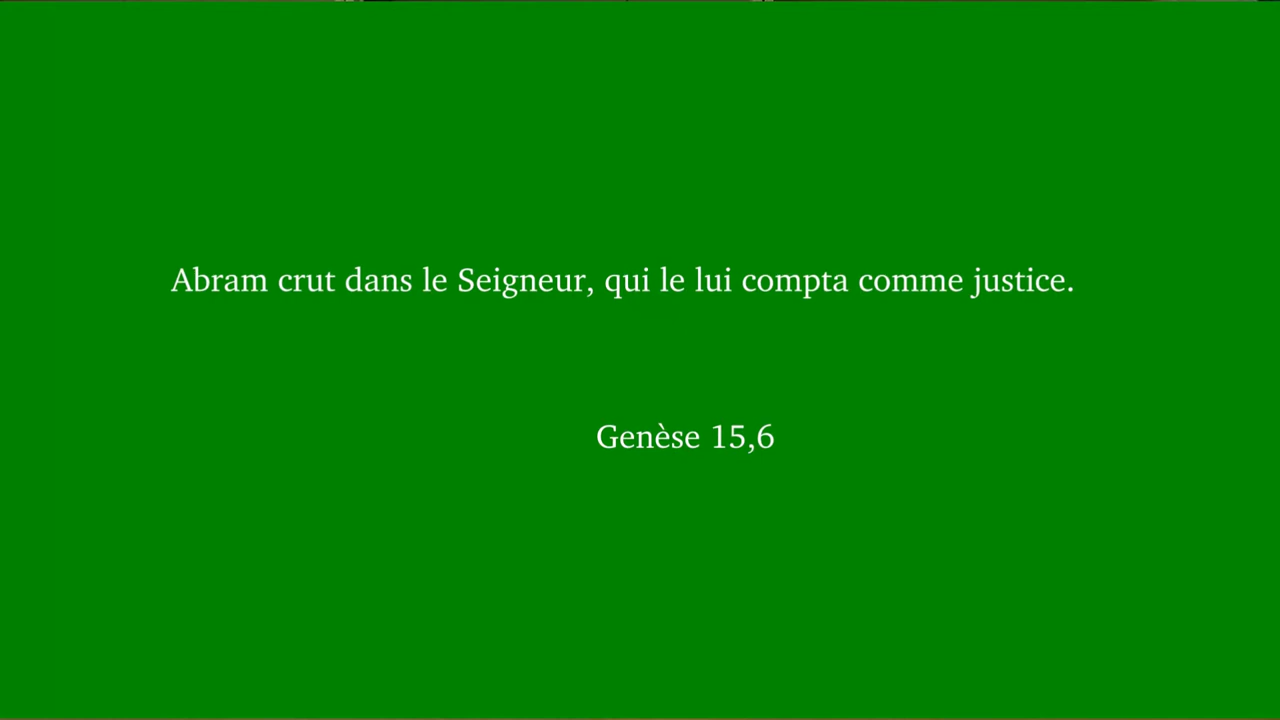 Abram crut dans le Seigneur, qui le lui compta comme justice.
Genèse 15,6